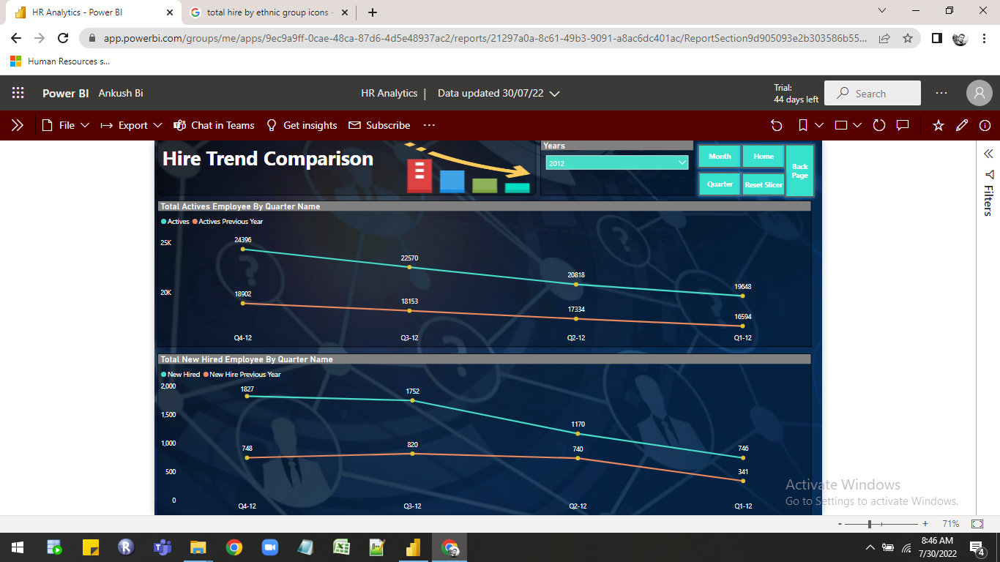 HR Analytics - Power BI
total hire by ethnic group icons -
app.powerbi.com/groups/me/apps/9ec9a9ff-0cae-48ca-87d6-4d5e48937ac2/reports/21297a0a-8c61-49b3-9091-a8ac6dc401ac/ReportSection9d905093e2b303586b55...
Human Resources s...
Power BI Ankush Bi
HR Analytics | Data updated 30/07/22
Trial:
44 days left
Search
File Export Chat in Teams Get insights Subscribe
Hire Trend Comparison
Years
2012
Month Home
Back
Page
Quarter Reset Slicer
Filters
Total Actives Employee By Quarter Name
Actives Actives Previous Year
24396
25K
22570
20818
19648
20K
18902
18153
17334
16594
Q4-12 Q3-12 Q2-12 Q1-12
Total New Hired Employee By Quarter Name
New Hired New Hire Previous Year
2,000
1827
1752
1,500
1170
1,000
748 820 740 746
500
341
0
Q4-12 Q3-12 Q2-12 Q1-12
Activate Windows
Go to Settings to activate Windows.
- + 71%
8:46 AM
7/30/2022
4